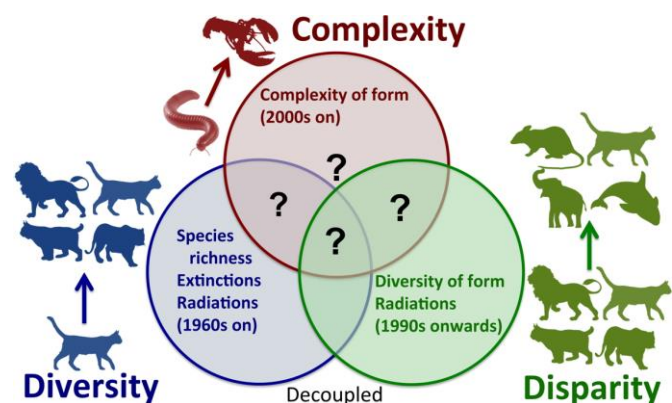 Complexity
Complexity of form
(2000s on)
?
?
?
?
Species
richness
Extinctions
Radiations
(1960s on)
Diversity of form
Radiations
(1990s onwards)
Diversity
Decoupled
Disparity